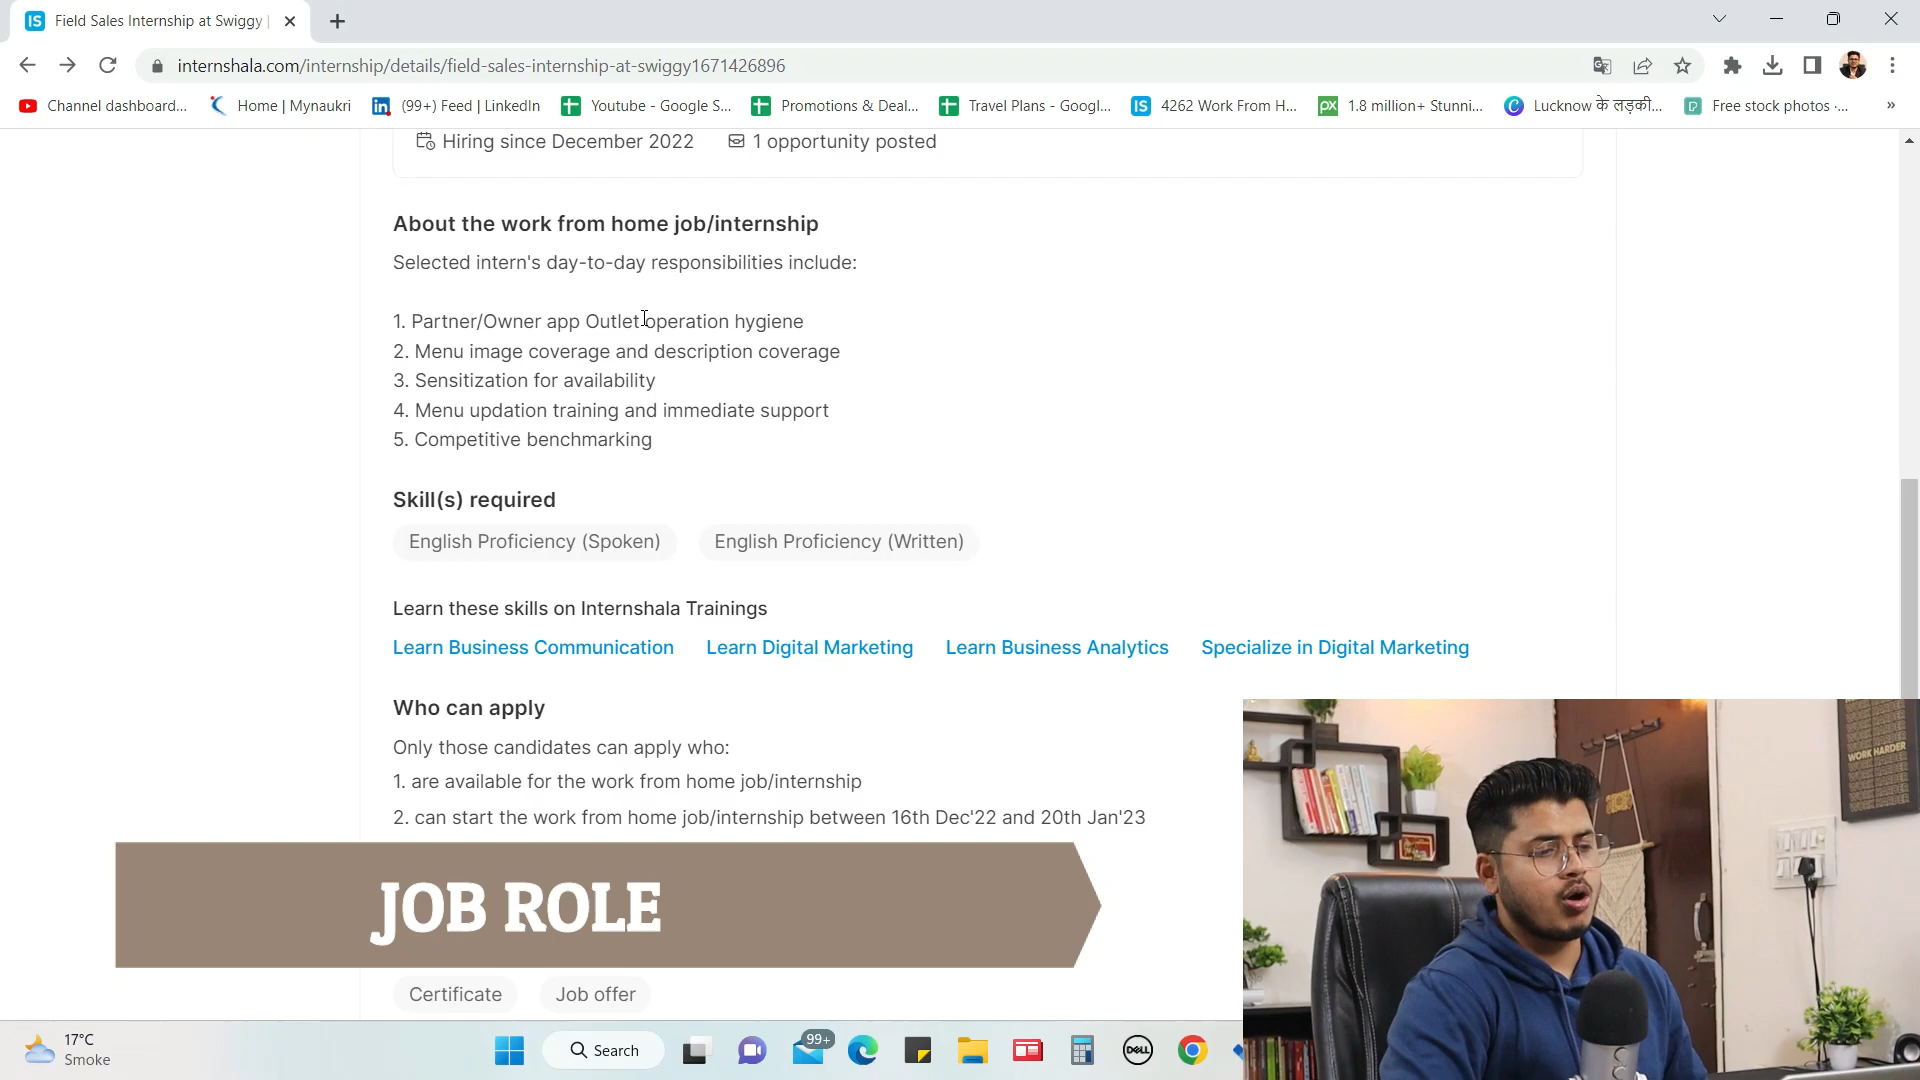 Field Sales Internship at Swiggy |
internshala.com/internship/details/field-sales-internship-at-swiggy1671426896
Channel dashboard...
Home | Mynaukri
(99+) Feed | LinkedIn
Youtube - Google S...
Promotions & Deal...
Travel Plans - Googl...
IS 4262 Work From H...
px 1.8 million+ Stunni...
Lucknow के लड़की...
Free stock photos ·...
»
Hiring since December 2022
1 opportunity posted
About the work from home job/internship
Selected intern's day-to-day responsibilities include:
1. Partner/Owner app Outlet operation hygiene
2. Menu image coverage and description coverage
3. Sensitization for availability
4. Menu updation training and immediate support
5. Competitive benchmarking
Skill(s) required
English Proficiency (Spoken)
English Proficiency (Written)
Learn these skills on Internshala Trainings
Learn Business Communication
Learn Digital Marketing
Learn Business Analytics
Specialize in Digital Marketing
Who can apply
Only those candidates can apply who:
1. are available for the work from home job/internship
2. can start the work from home job/internship between 16th Dec'22 and 20th Jan'23
JOB ROLE
Certificate
Job offer
WORK HARDER
17°C
Smoke
Search
99+
DELL